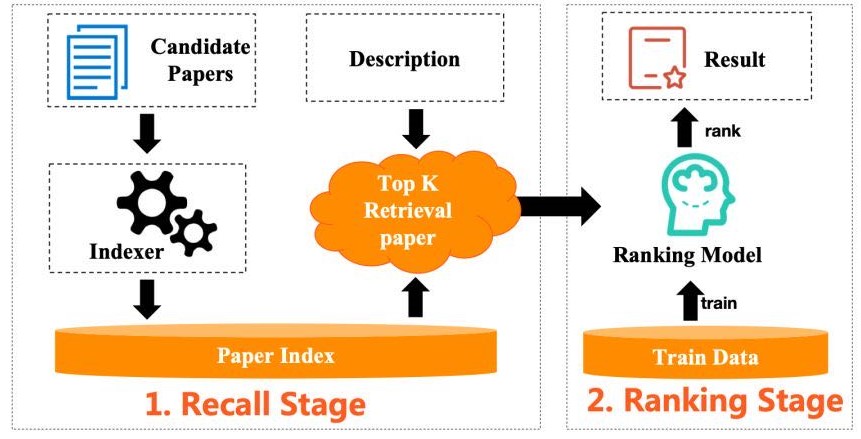 Candidate
Papers
Description
Indexer
Top K
Retrieval
paper
Paper Index
1. Recall Stage
Result
rank
Ranking Model
train
Train Data
2. Ranking Stage